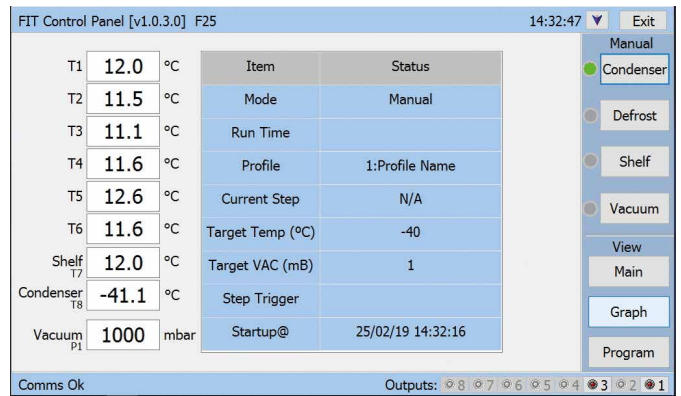 FIT Control Panel [v1.0.3.0] F25 14:32:47 Exit
T1 12.0 °C
T2 11.5 °C
T3 11.1 °C
T4 11.6 °C
T5 12.6 °C
T6 11.6 °C
Shelf T7 12.0 °C
Condenser T8 -41.1 °C
Vacuum P1 1000 mbar
Item Status
Mode Manual
Run Time
Profile 1:Profile Name
Current Step N/A
Target Temp (ºC) -40
Target VAC (mB) 1
Step Trigger
Startup@ 25/02/19 14:32:16
Manual
Condenser
Defrost
Shelf
Vacuum
View
Main
Graph
Program
Comms Ok Outputs: 8 7 6 5 4 3 2 1